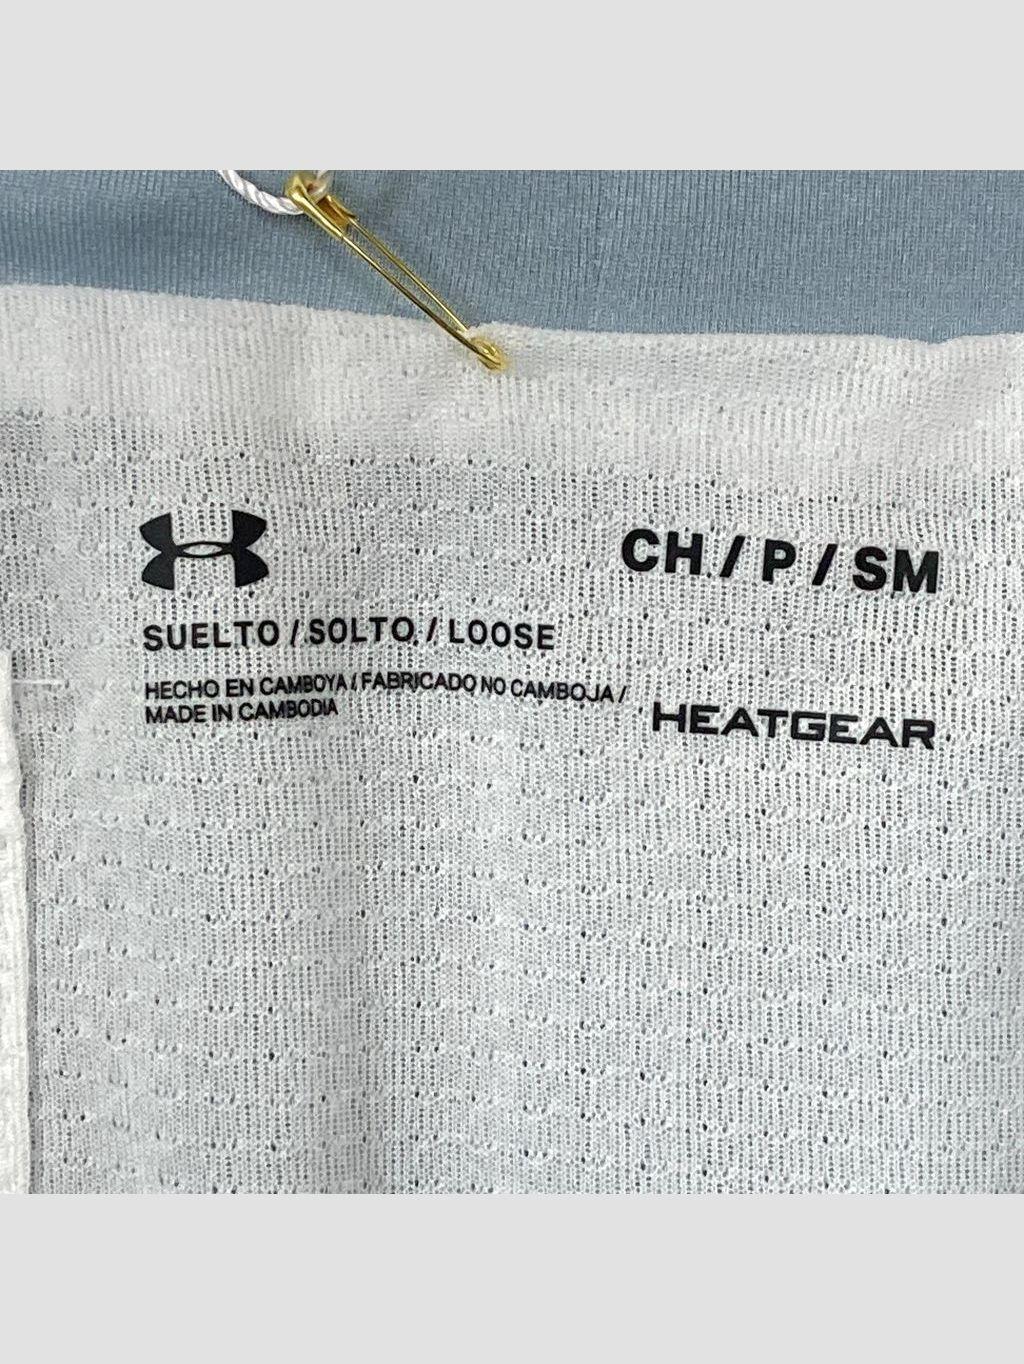 CH / P / SM
SUELTO / SOLTO / LOOSE
HECHO EN CAMBOYA / FABRICADO NO CAMBOJA /
MADE IN CAMBODIA
HEATGEAR